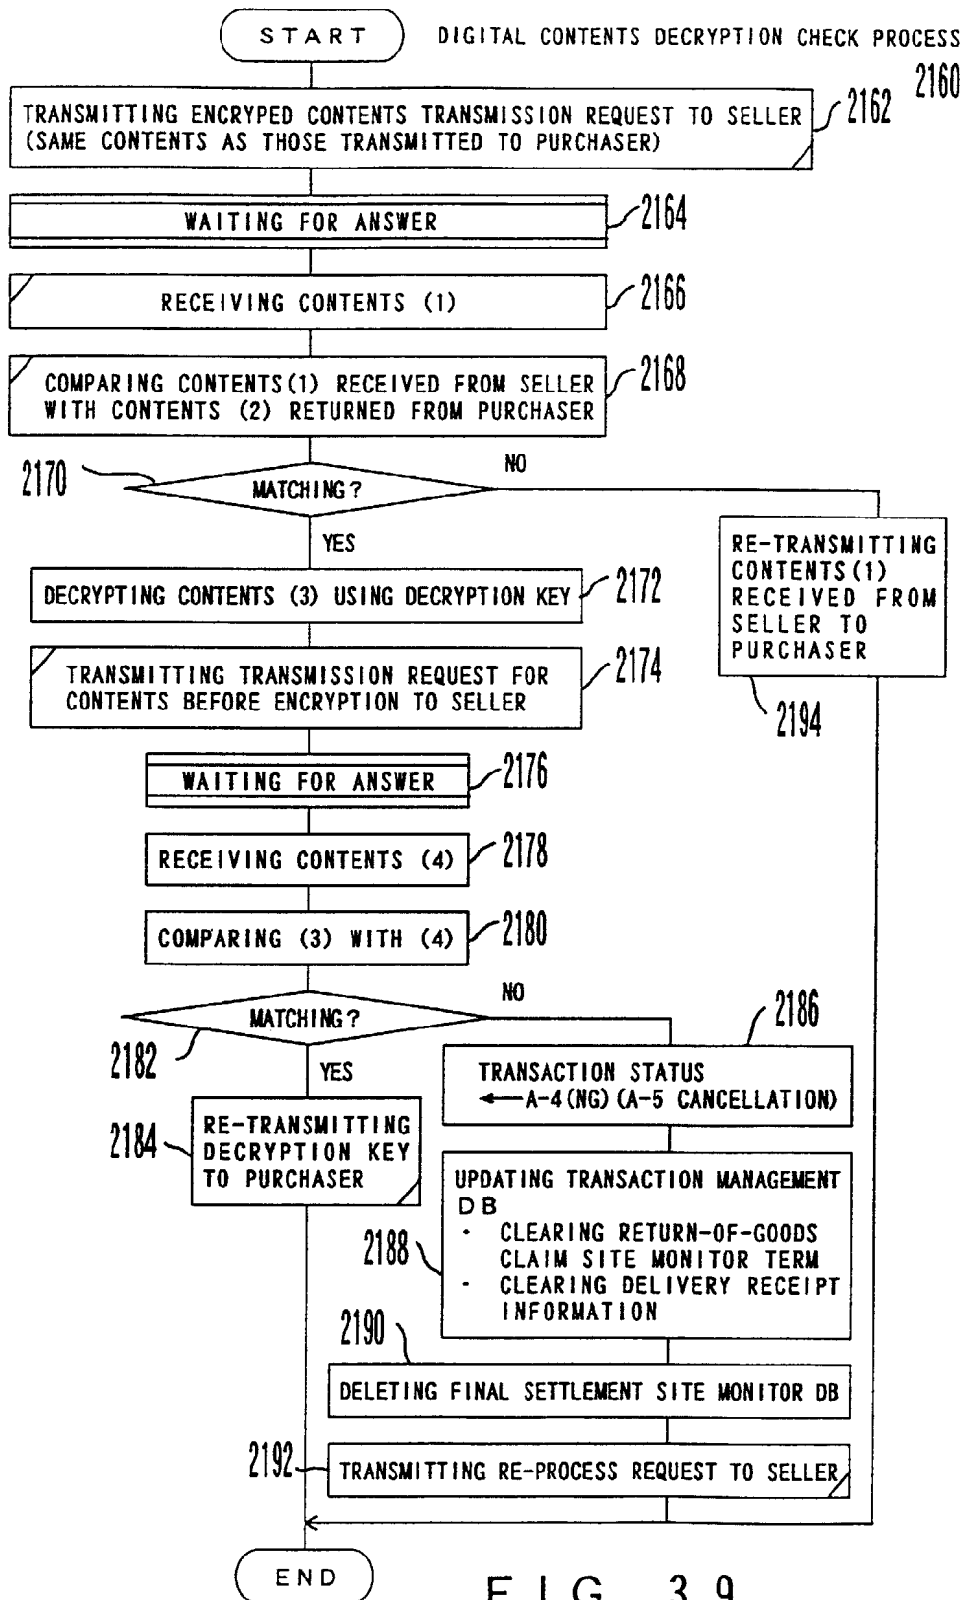 START
DIGITAL CONTENTS DECRYPTION CHECK PROCESS
2160
TRANSMITTING ENCRYPED CONTENTS TRANSMISSION REQUEST TO SELLER
(SAME CONTENTS AS THOSE TRANSMITTED TO PURCHASER)
2162
WAITING FOR ANSWER
2164
RECEIVING CONTENTS (1)
2166
COMPARING CONTENTS(1) RECEIVED FROM SELLER
WITH CONTENTS (2) RETURNED FROM PURCHASER
2168
2170
MATCHING?
NO
YES
RE-TRANSMITTING
CONTENTS(1)
RECEIVED FROM
SELLER TO
PURCHASER
2194
DECRYPTING CONTENTS (3) USING DECRYPTION KEY
2172
TRANSMITTING TRANSMISSION REQUEST FOR
CONTENTS BEFORE ENCRYPTION TO SELLER
2174
WAITING FOR ANSWER
2176
RECEIVING CONTENTS (4)
2178
COMPARING (3) WITH (4)
2180
MATCHING?
NO
2182
YES
2186
TRANSACTION STATUS
←A-4(NG)(A-5 CANCELLATION)
2184
RE-TRANSMITTING
DECRYPTION KEY
TO PURCHASER
UPDATING TRANSACTION MANAGEMENT
DB
· CLEARING RETURN-OF-GOODS
CLAIM SITE MONITOR TERM
- CLEARING DELIVERY RECEIPT
INFORMATION
2188
2190
DELETING FINAL SETTLEMENT SITE MONITOR DB
2192
TRANSMITTING RE-PROCESS REQUEST TO SELLER
END
FIG. 39